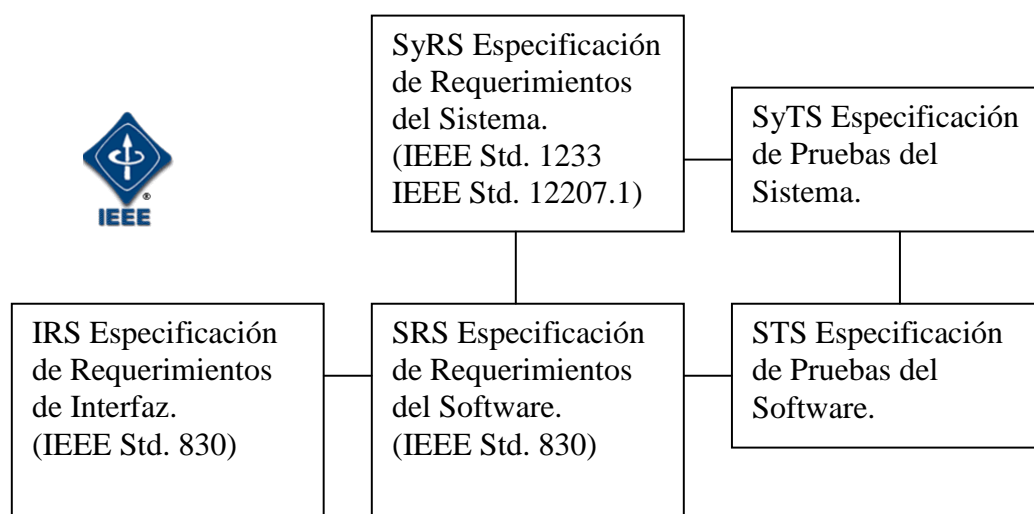 SyRS Especificación
de Requerimientos
del Sistema.
(IEEE Std. 1233
IEEE Std. 12207.1)
SyTS Especificación
de Pruebas del
Sistema.
®
IEEE
IRS Especificación
de Requerimientos
de Interfaz.
(IEEE Std. 830)
SRS Especificación
de Requerimientos
del Software.
(IEEE Std. 830)
STS Especificación
de Pruebas del
Software.